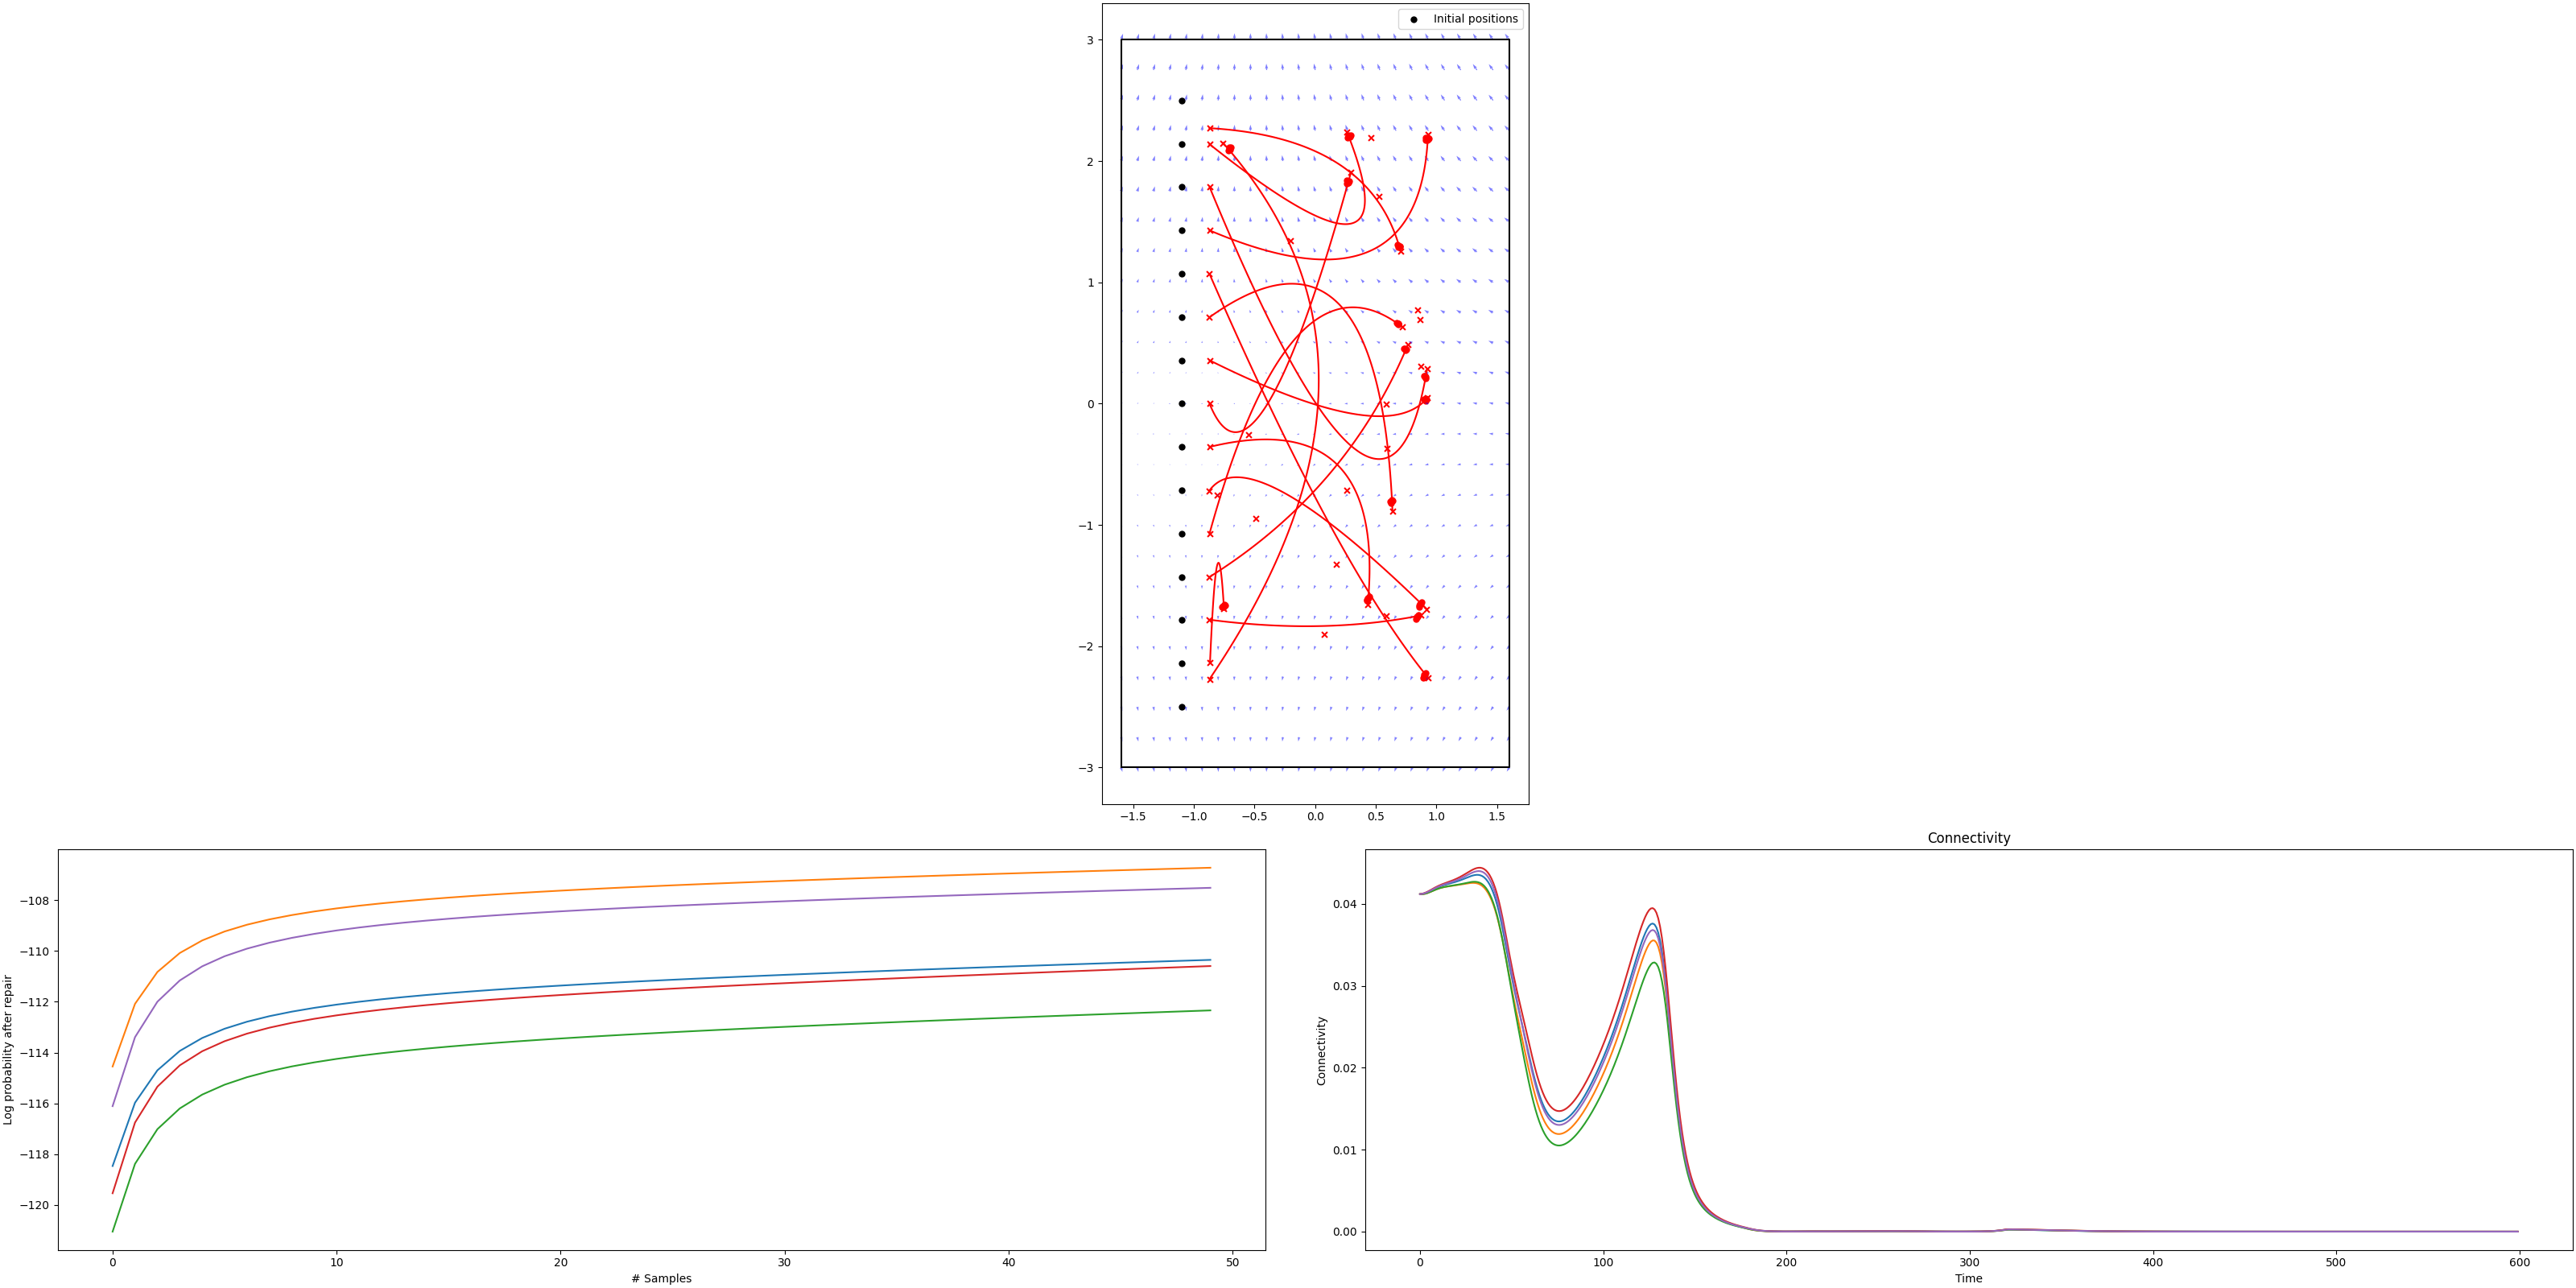 Initial positions
3
2
1
0
−1
−2
−3
−1.5 −1.0 −0.5 0.0 0.5 1.0 1.5
Log probability after repair
−108
−110
−112
−114
−116
−118
−120
0 10 20 30 40 50
# Samples
Connectivity
Connectivity
0.04
0.03
0.02
0.01
0.00
0 100 200 300 400 500 600
Time